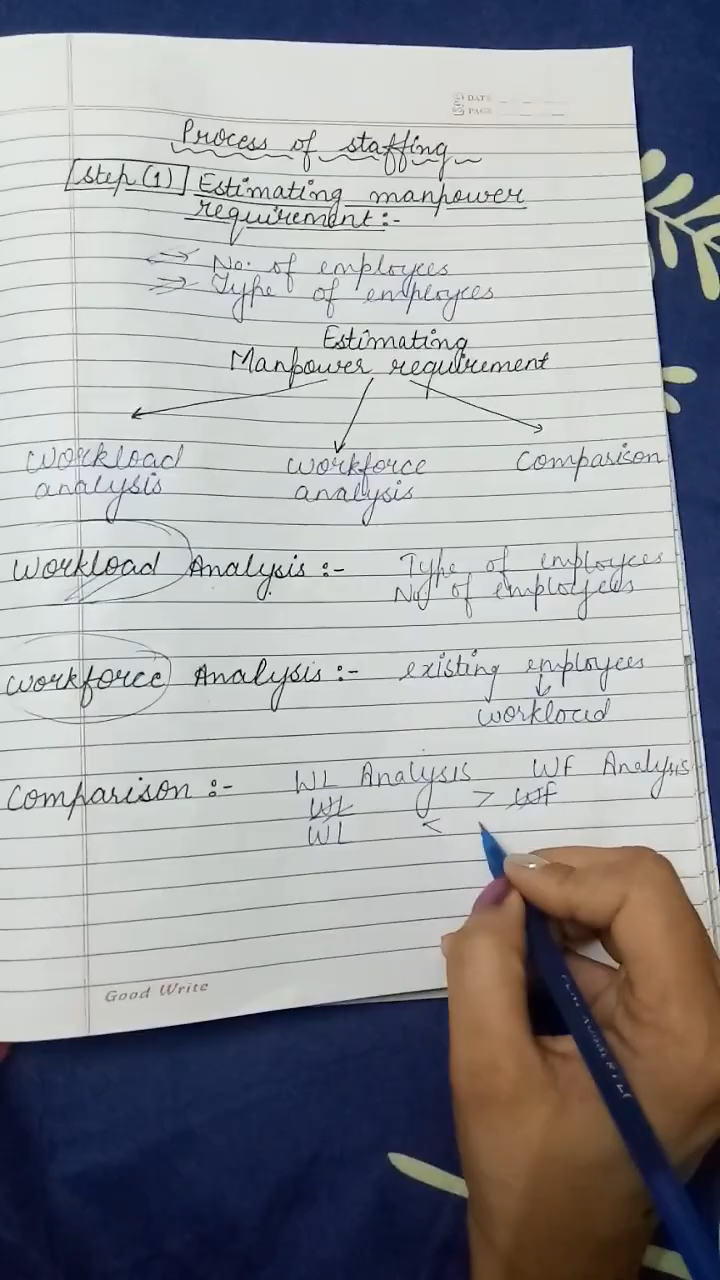 DATE
PAGE
Process of staffing
[step (1)] Estimating manpower
requirement:-
No. of employees
Type of employees
Estimating
Manpower requirement
Workload analysis
workforce analysis
Comparison
Workload Analysis :- Type of employees
No of employees
Workforce Analysis :- existing employees
workload
Comparison :- WL Analysis WF Analysis
WL > WF
WL <
Good Write